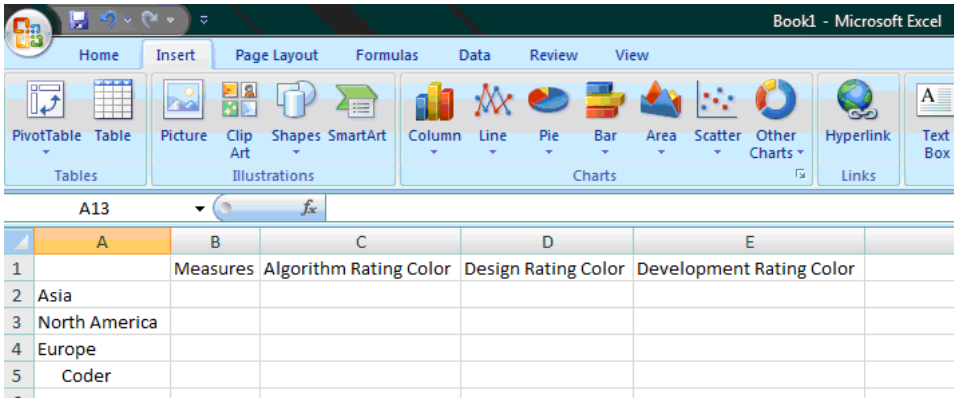 Book1 - Microsoft Excel
Home Insert Page Layout Formulas Data Review View
PivotTable Table Picture Clip Art Shapes SmartArt Column Line Pie Bar Area Scatter Other Charts Hyperlink Text Box
Tables Illustrations Charts Links
A13 fx
A B C D E
1 Measures Algorithm Rating Color Design Rating Color Development Rating Color
2 Asia
3 North America
4 Europe
5 Coder